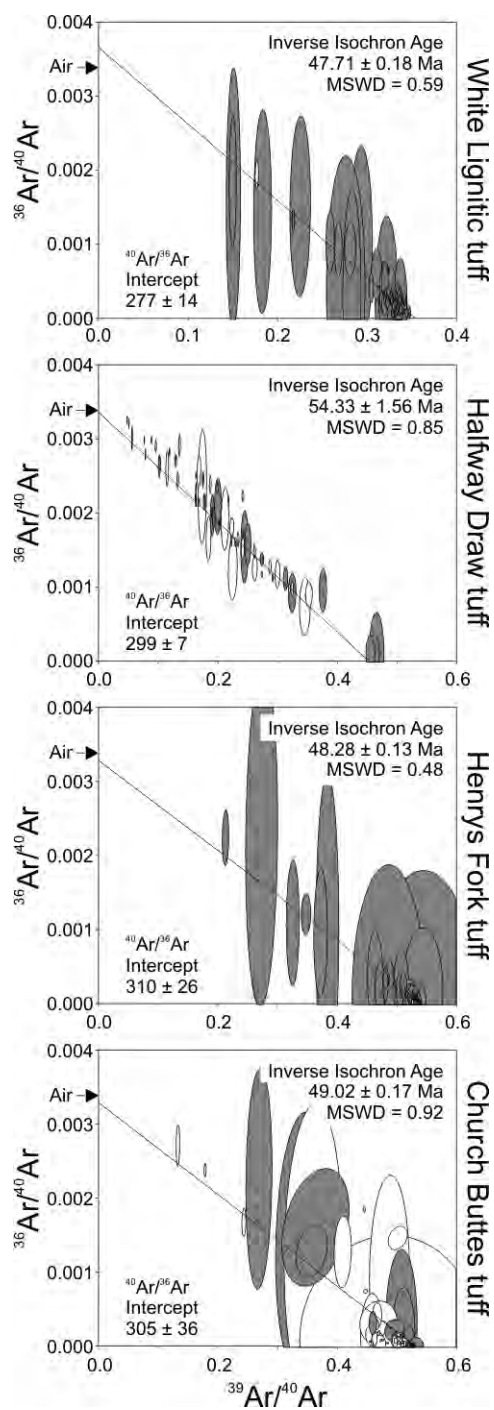 Inverse Isochron Age
47.71 ± 0.18 Ma
MSWD = 0.59
Air
0.004
0.003
0.002
0.001
0.000
³⁶Ar/⁴⁰Ar
⁴⁰Ar/³⁶Ar
Intercept
277 ± 14
0.0 0.1 0.2 0.3 0.4
White Lignitic tuff
Inverse Isochron Age
54.33 ± 1.56 Ma
MSWD = 0.85
Air
0.004
0.003
0.002
0.001
0.000
³⁶Ar/⁴⁰Ar
⁴⁰Ar/³⁶Ar
Intercept
299 ± 7
0.0 0.2 0.4 0.6
Halfway Draw tuff
Inverse Isochron Age
48.28 ± 0.13 Ma
MSWD = 0.48
Air
0.004
0.003
0.002
0.001
0.000
³⁶Ar/⁴⁰Ar
⁴⁰Ar/³⁶Ar
Intercept
310 ± 26
0.0 0.2 0.4 0.6
Henrys Fork tuff
Inverse Isochron Age
49.02 ± 0.17 Ma
MSWD = 0.92
Air
0.004
0.003
0.002
0.001
0.000
³⁶Ar/⁴⁰Ar
⁴⁰Ar/³⁶Ar
Intercept
305 ± 36
0.0 0.2 0.4 0.6
³⁹Ar/⁴⁰Ar
Church Buttes tuff